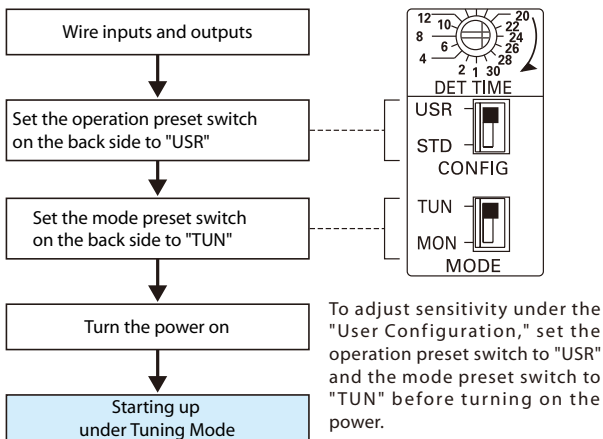 Wire inputs and outputs
Set the operation preset switch
on the back side to "USR"
Set the mode preset switch
on the back side to "TUN"
Turn the power on
Starting up
under Tuning Mode
12
10
8
6
4
2
1
30
28
26
24
22
20
DET TIME
USR
STD
CONFIG
TUN
MON
MODE
To adjust sensitivity under the
"User Configuration," set the
operation preset switch to "USR"
and the mode preset switch to
"TUN" before turning on the
power.